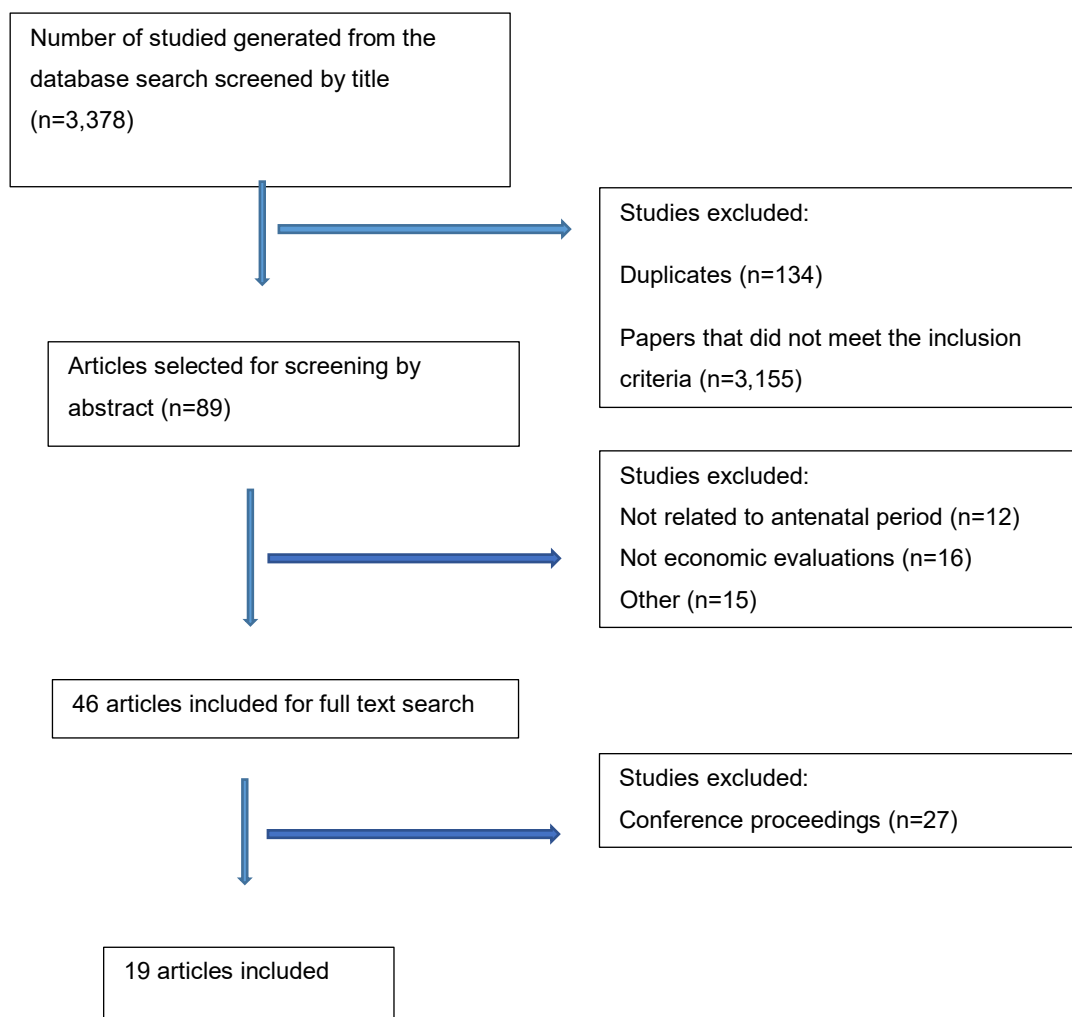 Number of studied generated from the
database search screened by title
(n=3,378)
Studies excluded:
Duplicates (n=134)
Papers that did not meet the inclusion
criteria (n=3,155)
Articles selected for screening by
abstract (n=89)
Studies excluded:
Not related to antenatal period (n=12)
Not economic evaluations (n=16)
Other (n=15)
46 articles included for full text search
Studies excluded:
Conference proceedings (n=27)
19 articles included